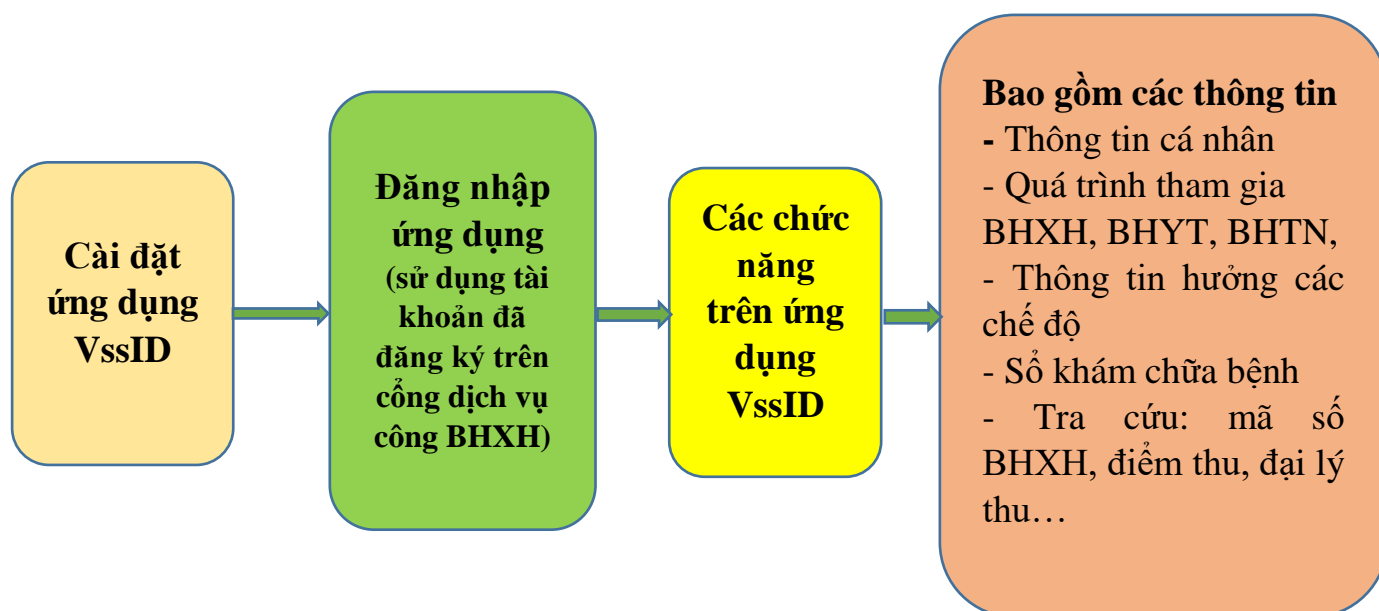 Cài đặt
ứng dụng
VssID
Đăng nhập
ứng dụng
(sử dụng tài
khoản đã
đăng ký trên
cổng dịch vụ
công BHXH)
Các chức
năng
trên ứng
dụng
VssID
Bao gồm các thông tin
- Thông tin cá nhân
- Quá trình tham gia
BHXH, BHYT, BHTN,
- Thông tin hưởng các
chế độ
- Sổ khám chữa bệnh
- Tra cứu: mã số
BHXH, điểm thu, đại lý
thu…